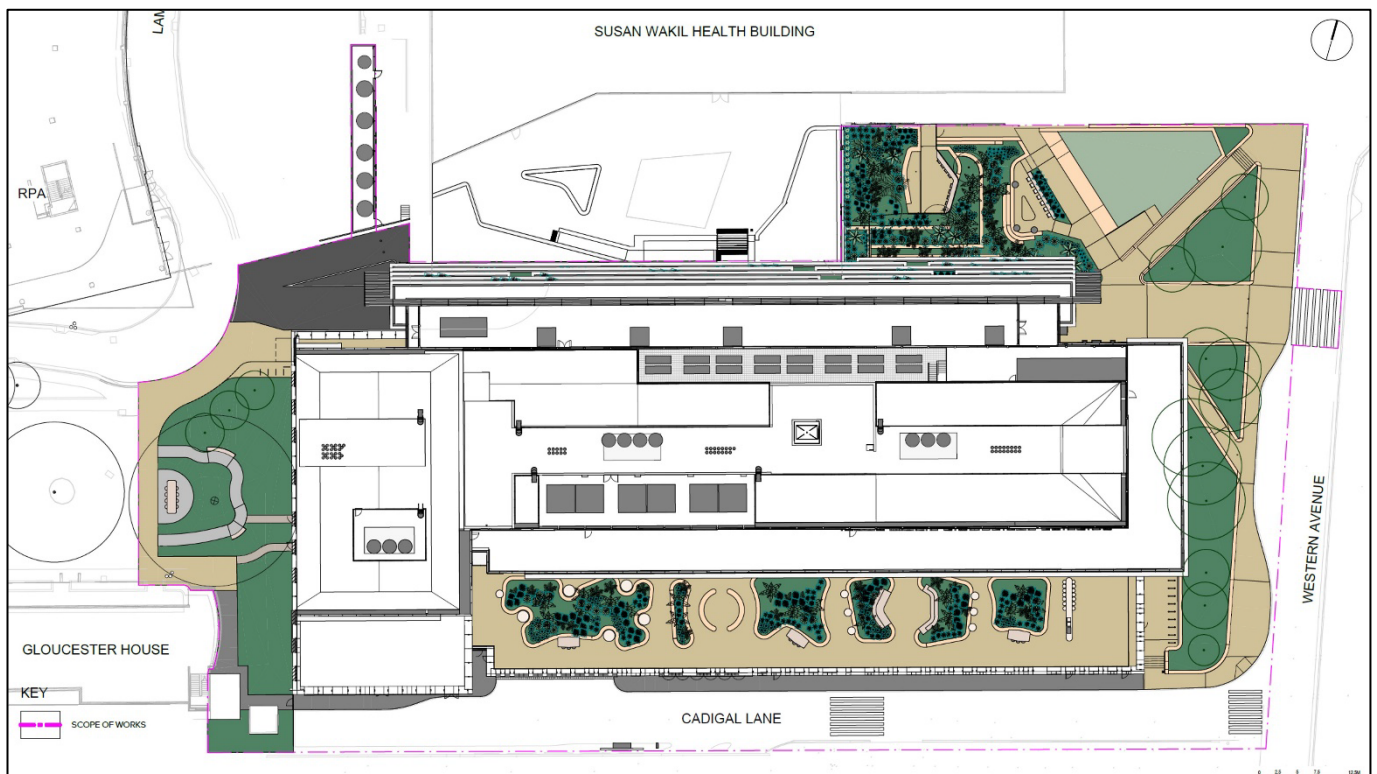 SUSAN WAKIL HEALTH BUILDING
RPA
WESTERN AVENUE
GLOUCESTER HOUSE
KEY
SCOPE OF WORKS
CADIGAL LANE